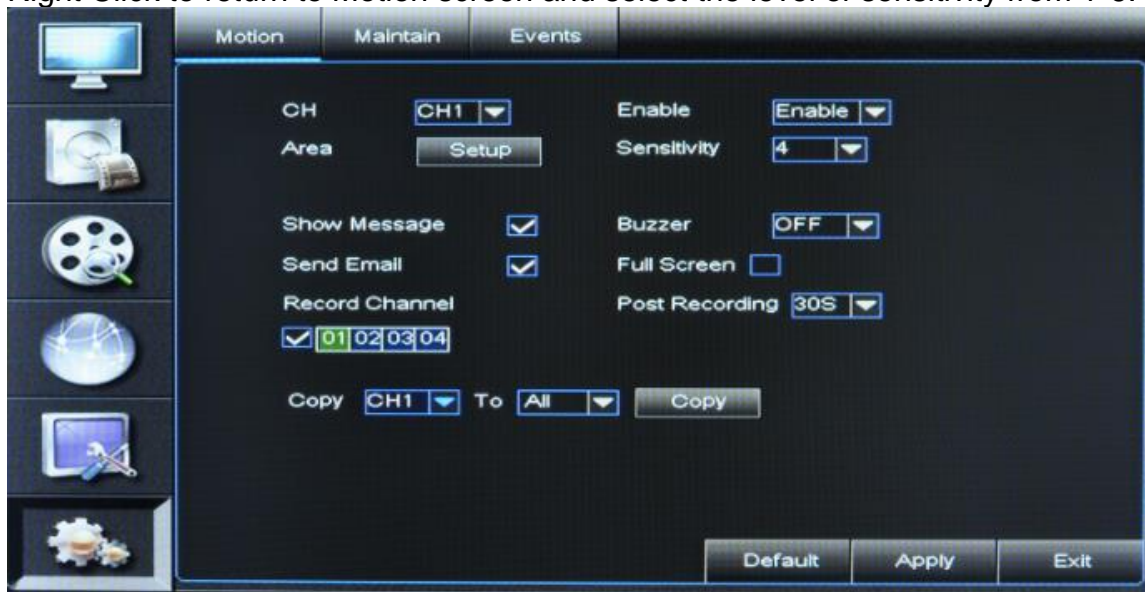 Right Click to return to Motion screen and select the level of sensitivity from
Motion Maintain Events
CH CH1 Enable Enable
Area Setup Sensitivity 4
Show Message Buzzer OFF
Send Email Full Screen
Record Channel Post Recording 30S
01 02 03 04
Copy CH1 To All Copy
Default Apply Exit